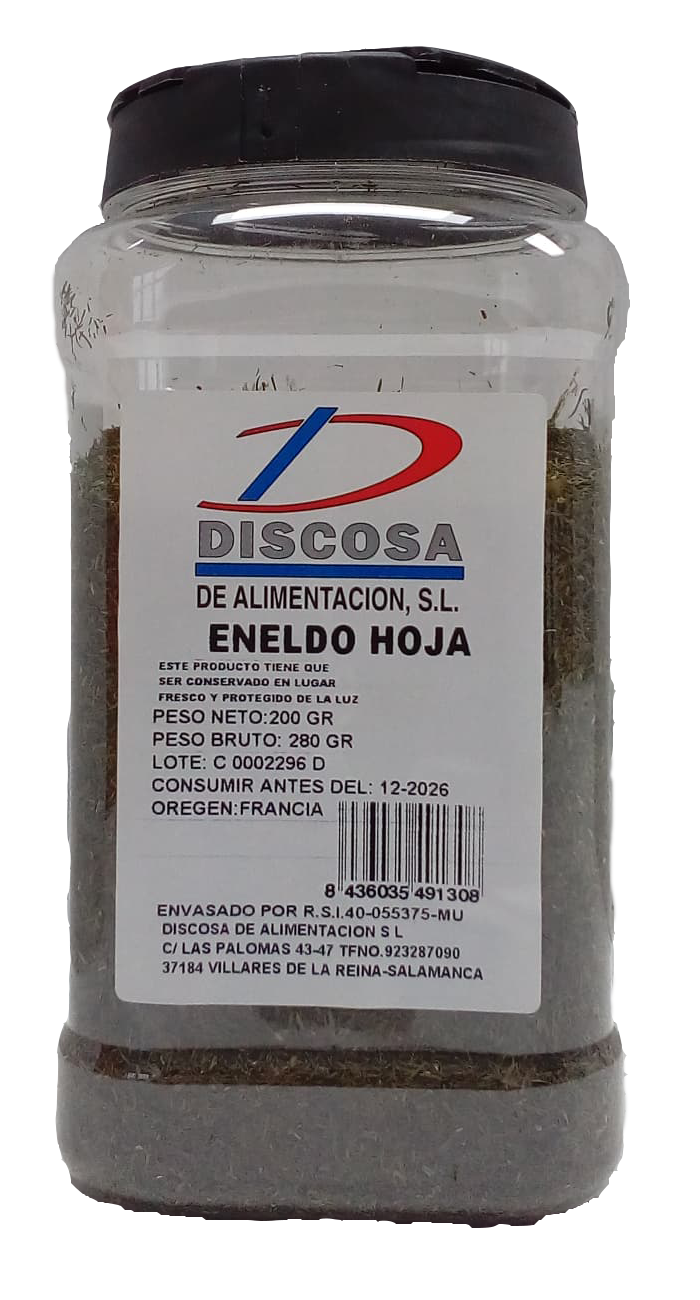 DISCOSA
DE ALIMENTACION, S.L.
ENELDO HOJA
ESTE PRODUCTO TIENE QUE
SER CONSERVADO EN LUGAR
FRESCO Y PROTEGIDO DE LA LUZ
PESO NETO:200 GR
PESO BRUTO: 280 GR
LOTE: C 0002296 D
CONSUMIR ANTES DEL: 12-2026
OREGEN:FRANCIA
8 436035 491308
ENVASADO POR R.S.I.40-055375-MU
DISCOSA DE ALIMENTACION S L
C/ LAS PALOMAS 43-47 TFNO.923287090
37184 VILLARES DE LA REINA-SALAMANCA